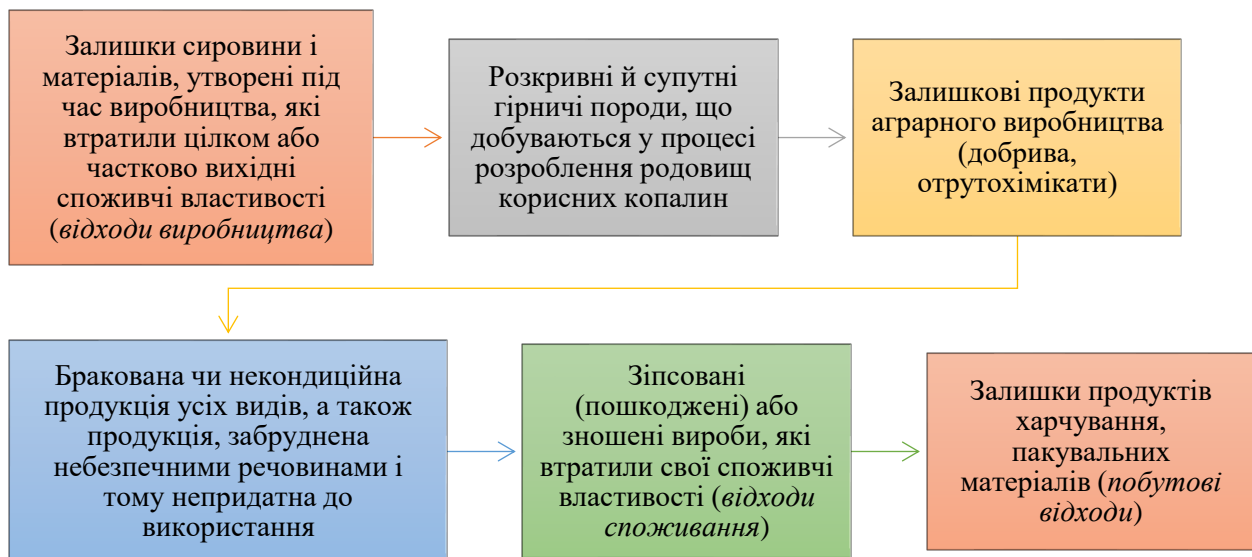 Залишки сировини і
матеріалів, утворені під
час виробництва, які
втратили цілком або
частково вихідні
споживчі властивості
(відходи виробництва)
Розкривні й супутні
гірничі породи, що
добуваються у процесі
розроблення родовищ
корисних копалин
Залишкові продукти
аграрного виробництва
(добрива,
отрутохімікати)
Бракована чи некондиційна
продукція усіх видів, а також
продукція, забруднена
небезпечними речовинами і
тому непридатна до
використання
Зіпсовані
(пошкоджені) або
зношені вироби, які
втратили свої споживчі
властивості (відходи
споживання)
Залишки продуктів
харчування,
пакувальних
матеріалів (побутові
відходи)